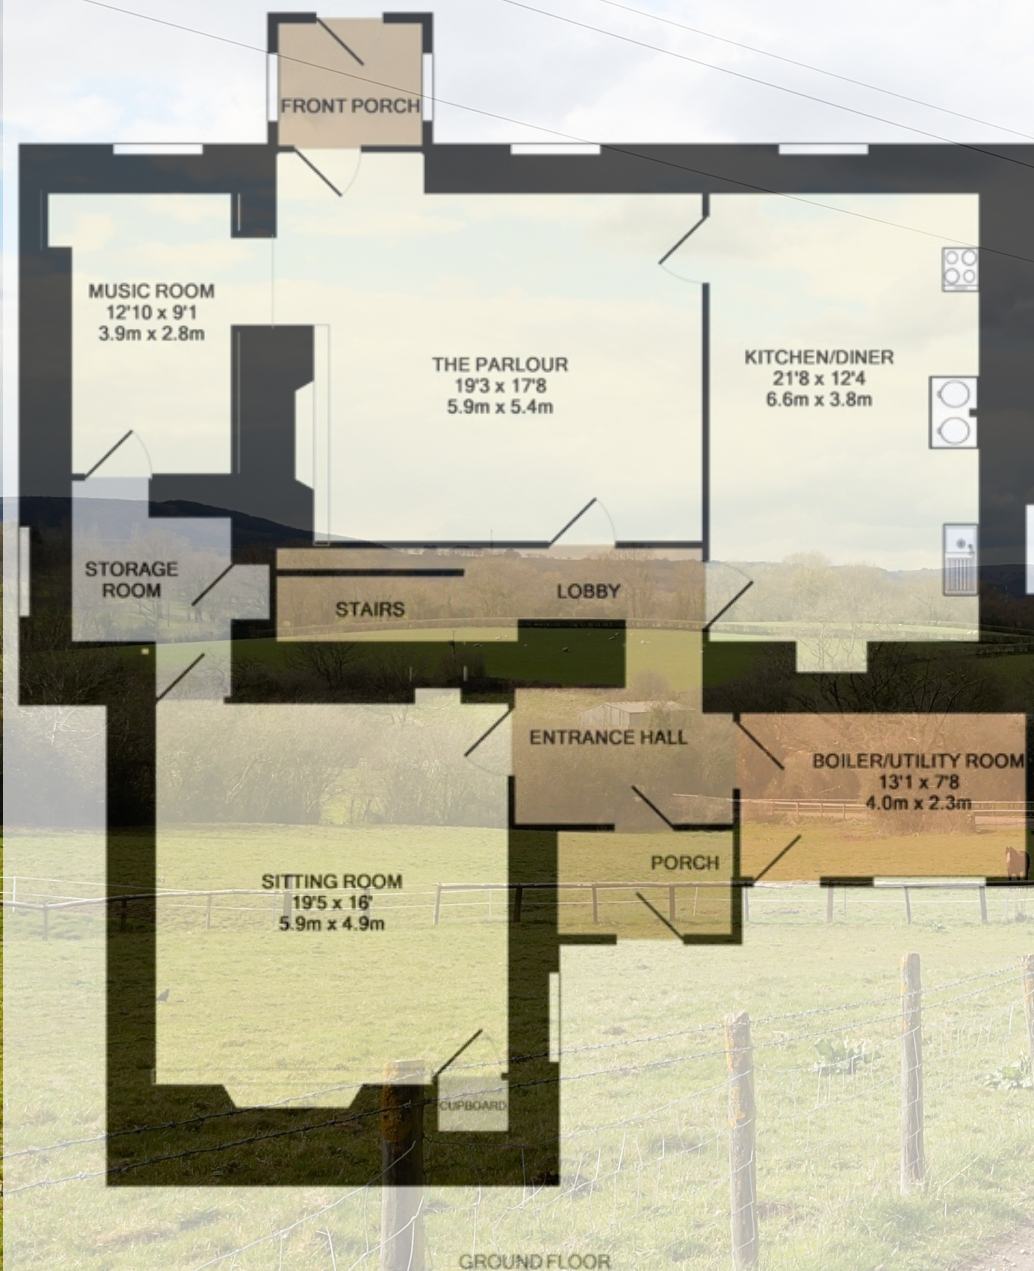 FRONT PORCH
MUSIC ROOM
12'10 x 9'1
3.9m x 2.8m
THE PARLOUR
19'3 x 17'8
5.9m x 5.4m
KITCHEN/DINER
21'8 x 12'4
6.6m x 3.8m
STORAGE
ROOM
STAIRS
LOBBY
ENTRANCE HALL
BOILER/UTILITY ROOM
13'1 x 7'8
4.0m x 2.3m
PORCH
SITTING ROOM
19'5 x 16'
5.9m x 4.9m
CUPBOARD
GROUND FLOOR